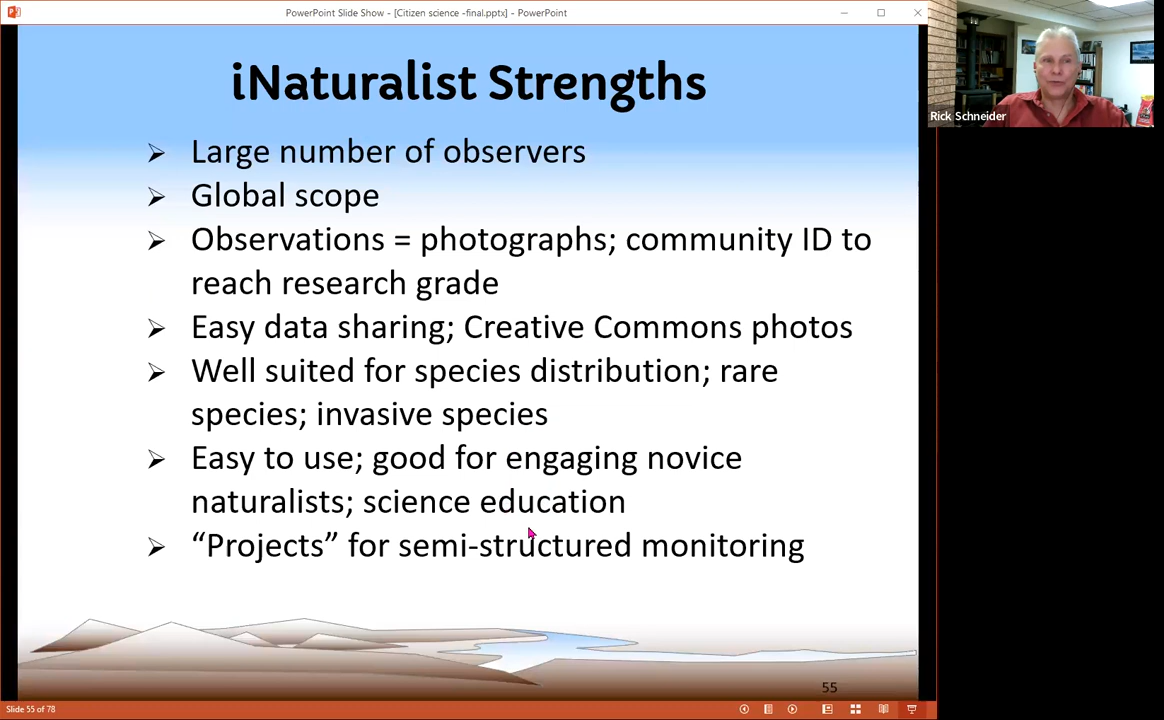 PowerPoint Slide Show - [Citizen science -final.pptx] - PowerPoint
Rick Schneider
iNaturalist Strengths
Large number of observers
Global scope
Observations = photographs; community ID to
reach research grade
Easy data sharing; Creative Commons photos
Well suited for species distribution; rare
species; invasive species
Easy to use; good for engaging novice
naturalists; science education
“Projects” for semi-structured monitoring
55
Slide 55 of 78